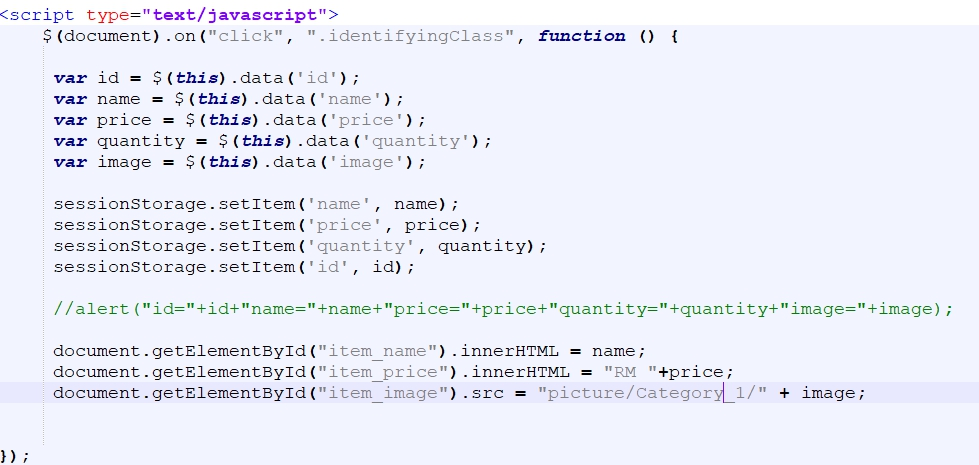 <script type="text/javascript">
$(document).on("click", ".identifyingClass", function () {
var id = $(this).data('id');
var name = $(this).data('name');
var price = $(this).data('price');
var quantity = $(this).data('quantity');
var image = $(this).data('image');
sessionStorage.setItem('name', name);
sessionStorage.setItem('price', price);
sessionStorage.setItem('quantity', quantity);
sessionStorage.setItem('id', id);
//alert("id="+id+"name="+name+"price="+price+"quantity="+quantity+"image="+image);
document.getElementById("item_name").innerHTML = name;
document.getElementById("item_price").innerHTML = "RM "+price;
document.getElementById("item_image").src = "picture/Category_1/" + image;
});